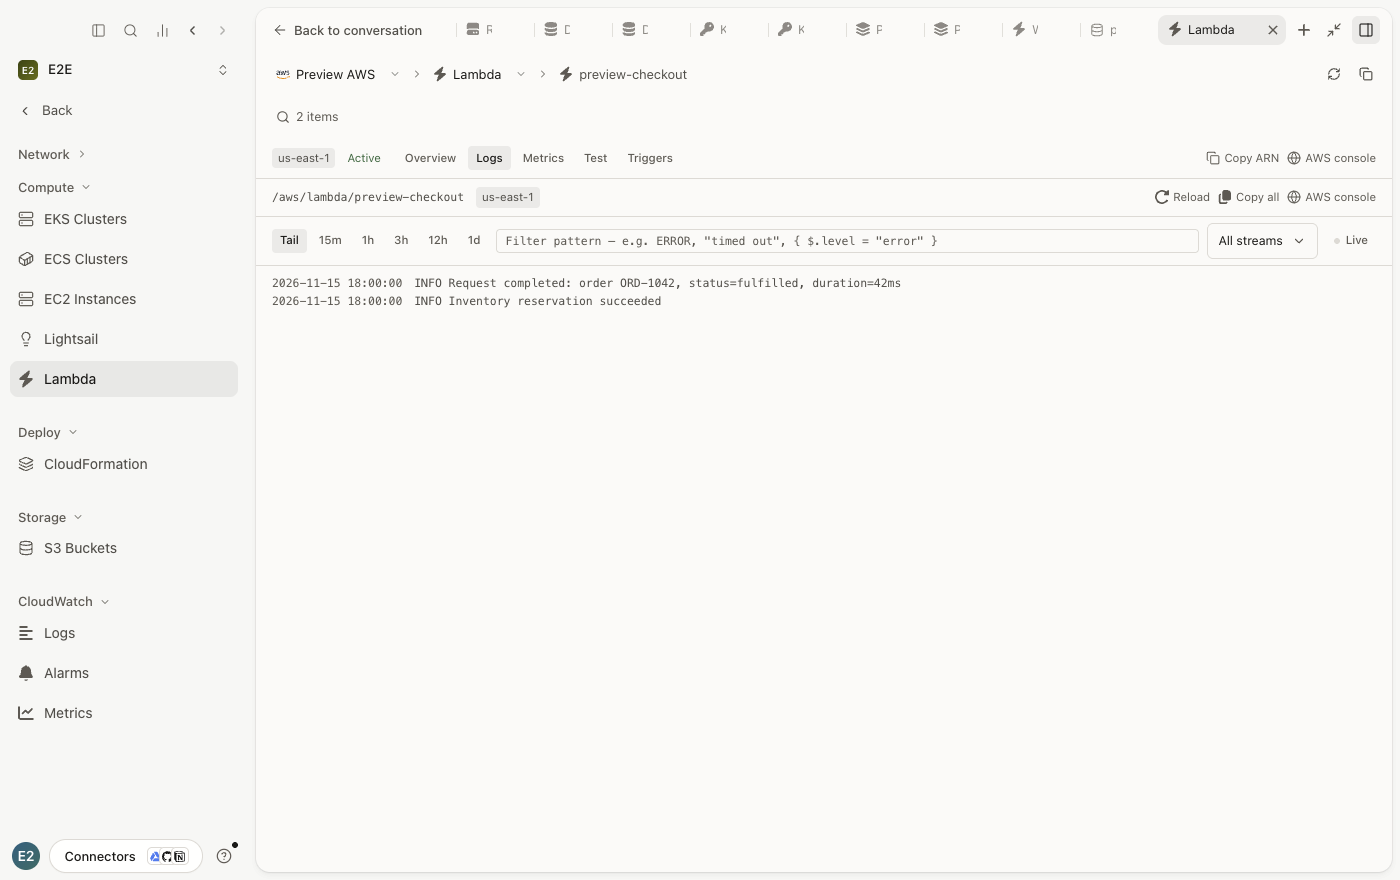 Back to conversation
R
D
D
K
K
P
P
V
p
Lambda
E2
E2E
aws
Preview AWS
Lambda
preview-checkout
Back
2 items
Network
us-east-1
Active
Overview
Logs
Metrics
Test
Triggers
Copy ARN
AWS console
Compute
/aws/lambda/preview-checkout
us-east-1
Reload
Copy all
AWS console
EKS Clusters
Tail
15m
1h
3h
12h
1d
Filter pattern — e.g. ERROR, "timed out", { $.level = "error" }
All streams
Live
ECS Clusters
2026-11-15 18:00:00 INFO Request completed: order ORD-1042, status=fulfilled, duration=42ms
2026-11-15 18:00:00 INFO Inventory reservation succeeded
EC2 Instances
Lightsail
Lambda
Deploy
CloudFormation
Storage
S3 Buckets
CloudWatch
Logs
Alarms
Metrics
E2
Connectors